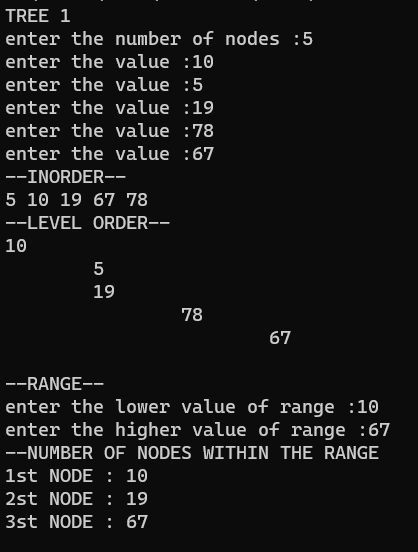 TREE 1
enter the number of nodes :5
enter the value :10
enter the value :5
enter the value :19
enter the value :78
enter the value :67
--INORDER--
5 10 19 67 78
--LEVEL ORDER--
10
5
19
78
67
--RANGE--
enter the lower value of range :10
enter the higher value of range :67
--NUMBER OF NODES WITHIN THE RANGE
1st NODE : 10
2st NODE : 19
3st NODE : 67